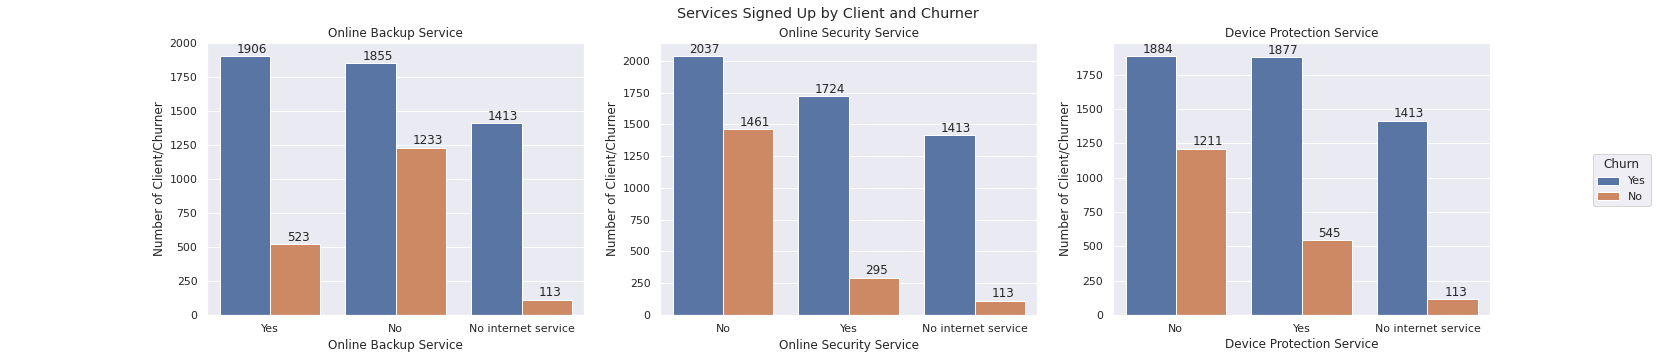 Services Signed Up by Client and Churner
Online Backup Service
2000
1750
1500
1250
1000
750
500
250
0
Number of Client/Churner
1906
523
1855
1233
1413
113
Yes
No
No internet service
Online Backup Service
Online Security Service
2000
1750
1500
1250
1000
750
500
250
0
Number of Client/Churner
2037
1461
1724
295
1413
113
No
Yes
No internet service
Online Security Service
Device Protection Service
1750
1500
1250
1000
750
500
250
0
Number of Client/Churner
1884
1211
1877
545
1413
113
No
Yes
No internet service
Device Protection Service
Churn
Yes
No